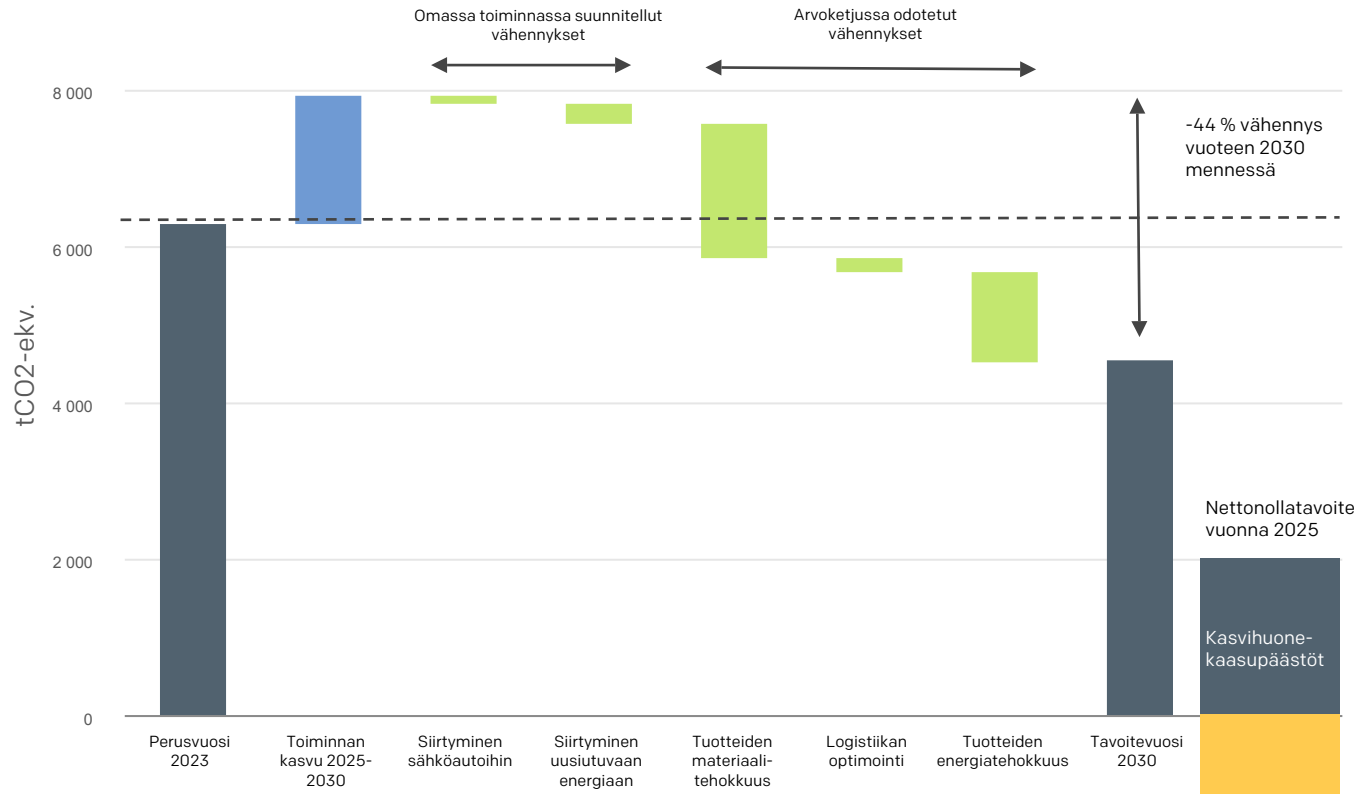 Omassa toiminnassa suunnitellut
vähennykset
Arvoketjussa odotetut
vähennykset
8 000
6 000
4 000
2 000
0
tCO2-ekv.
-44 % vähennys
vuoteen 2030
mennessä
Nettonollatavoite
vuonna 2025
Kasvihuone-
kaasupäästöt
Perusvuosi
2023
Toiminnan
kasvu 2025-
2030
Siirtyminen
sähköautoihin
Siirtyminen
uusiutuvaan
energiaan
Tuotteiden
materiaali-
tehokkuus
Logistiikan
optimointi
Tuotteiden
energiatehokkuus
Tavoitevuosi
2030